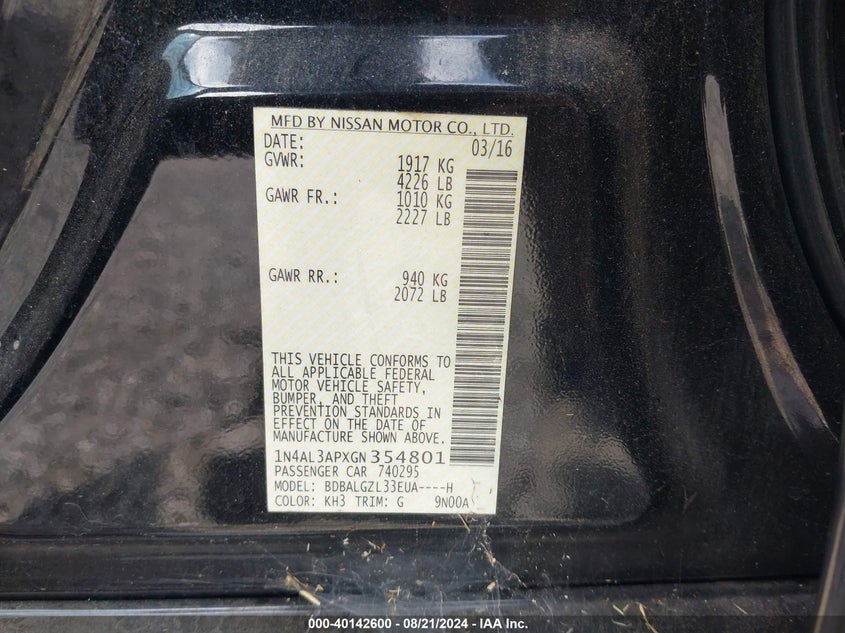 MFD BY NISSAN MOTOR CO., LTD.
DATE: 03/16
GVWR: 1917 KG
4226 LB
GAWR FR.: 1010 KG
2227 LB
GAWR RR.: 940 KG
2072 LB
THIS VEHICLE CONFORMS TO
ALL APPLICABLE FEDERAL
MOTOR VEHICLE SAFETY,
BUMPER, AND THEFT
PREVENTION STANDARDS IN
EFFECT ON THE DATE OF
MANUFACTURE SHOWN ABOVE.
1N4AL3APXGN354801
PASSENGER CAR 740295
MODEL: BDBALGZL33EUA----H
COLOR: KH3 TRIM: G 9N00A
000-40142600 - 08/21/2024 - IAA Inc.